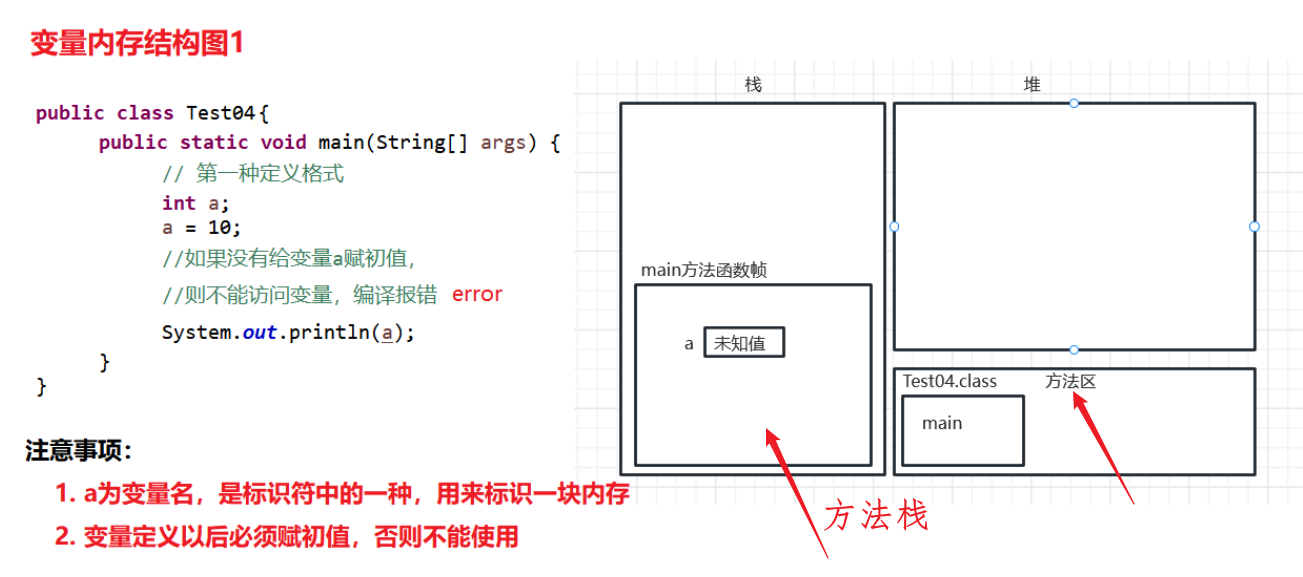 变量内存结构图1
public class Test04{
public static void main(String[] args) {
// 第一种定义格式
int a;
a = 10;
//如果没有给变量a赋初值，
//则不能访问变量，编译报错 error
System.out.println(a);
}
}
注意事项：
1. a为变量名，是标识符中的一种，用来标识一块内存
2. 变量定义以后必须赋初值，否则不能使用
栈
堆
main方法函数帧
a 未知值
Test04.class 方法区
main
方法栈